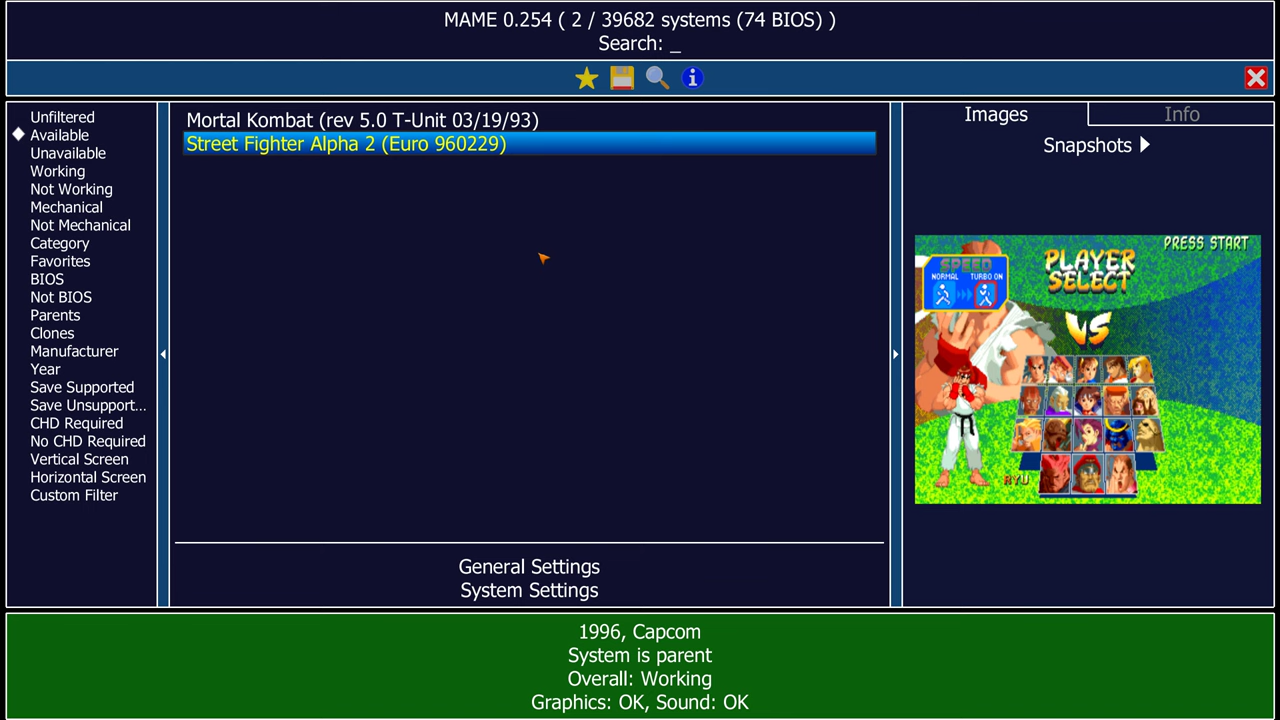 MAME 0.254 ( 2 / 39682 systems (74 BIOS) )
Search: _
Unfiltered
Available
Unavailable
Working
Not Working
Mechanical
Not Mechanical
Category
Favorites
BIOS
Not BIOS
Parents
Clones
Manufacturer
Year
Save Supported
Save Unsupport...
CHD Required
No CHD Required
Vertical Screen
Horizontal Screen
Custom Filter
Mortal Kombat (rev 5.0 T-Unit 03/19/93)
Street Fighter Alpha 2 (Euro 960229)
General Settings
System Settings
Images
Info
Snapshots
PRESS START
SPEED
NORMAL TURBO ON
PLAYER
SELECT
VS
RYU
1996, Capcom
System is parent
Overall: Working
Graphics: OK, Sound: OK